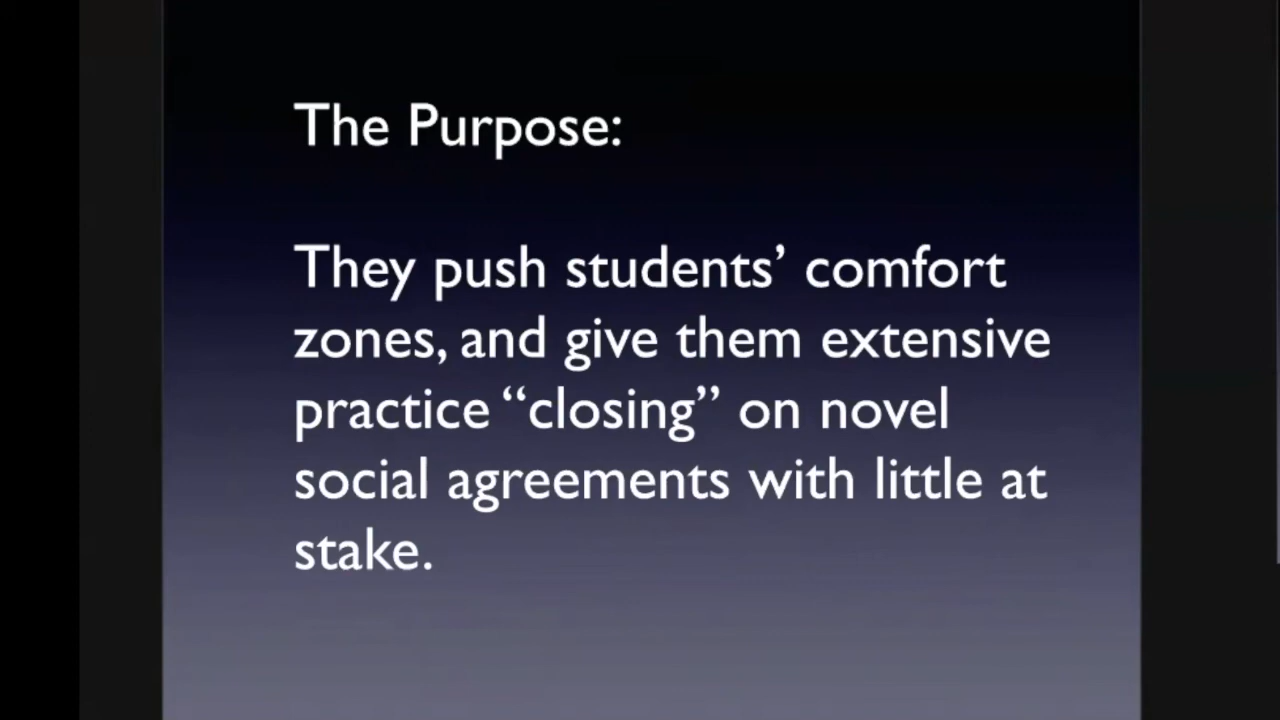 The Purpose:
They push students’ comfort
zones, and give them extensive
practice “closing” on novel
social agreements with little at
stake.